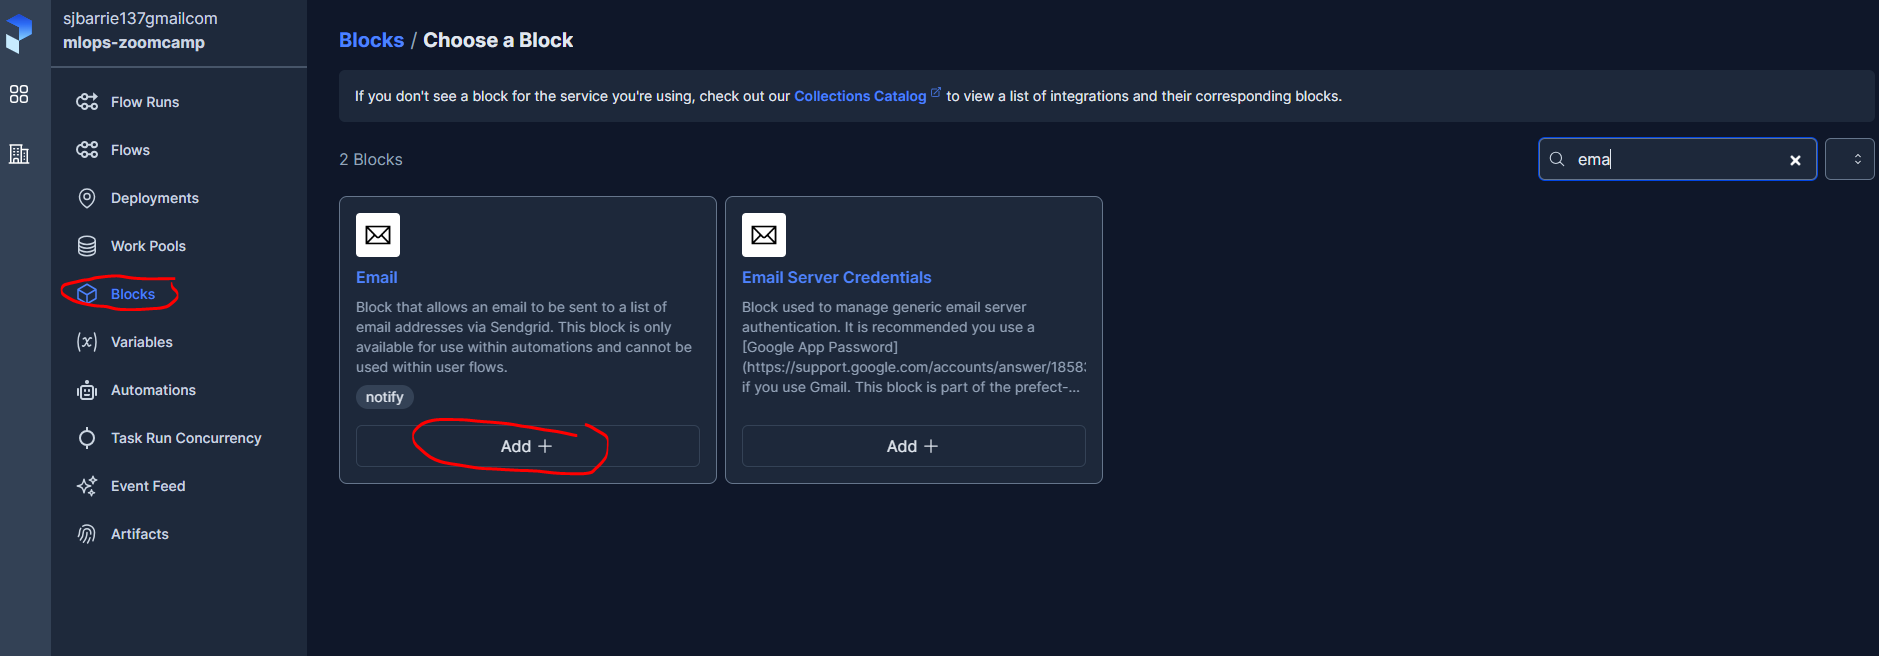 sjbarrie137gmailcom
mlops-zoomcamp
Flow Runs
Flows
Deployments
Work Pools
Blocks
Variables
Automations
Task Run Concurrency
Event Feed
Artifacts
Blocks / Choose a Block
If you don't see a block for the service you're using, check out our Collections Catalog to view a list of integrations and their corresponding blocks.
2 Blocks
ema
Email
Block that allows an email to be sent to a list of
email addresses via Sendgrid. This block is only
available for use within automations and cannot be
used within user flows.
notify
Add +
Email Server Credentials
Block used to manage generic email server
authentication. It is recommended you use a
[Google App Password]
(https://support.google.com/accounts/answer/1858
if you use Gmail. This block is part of the prefect-...
Add +